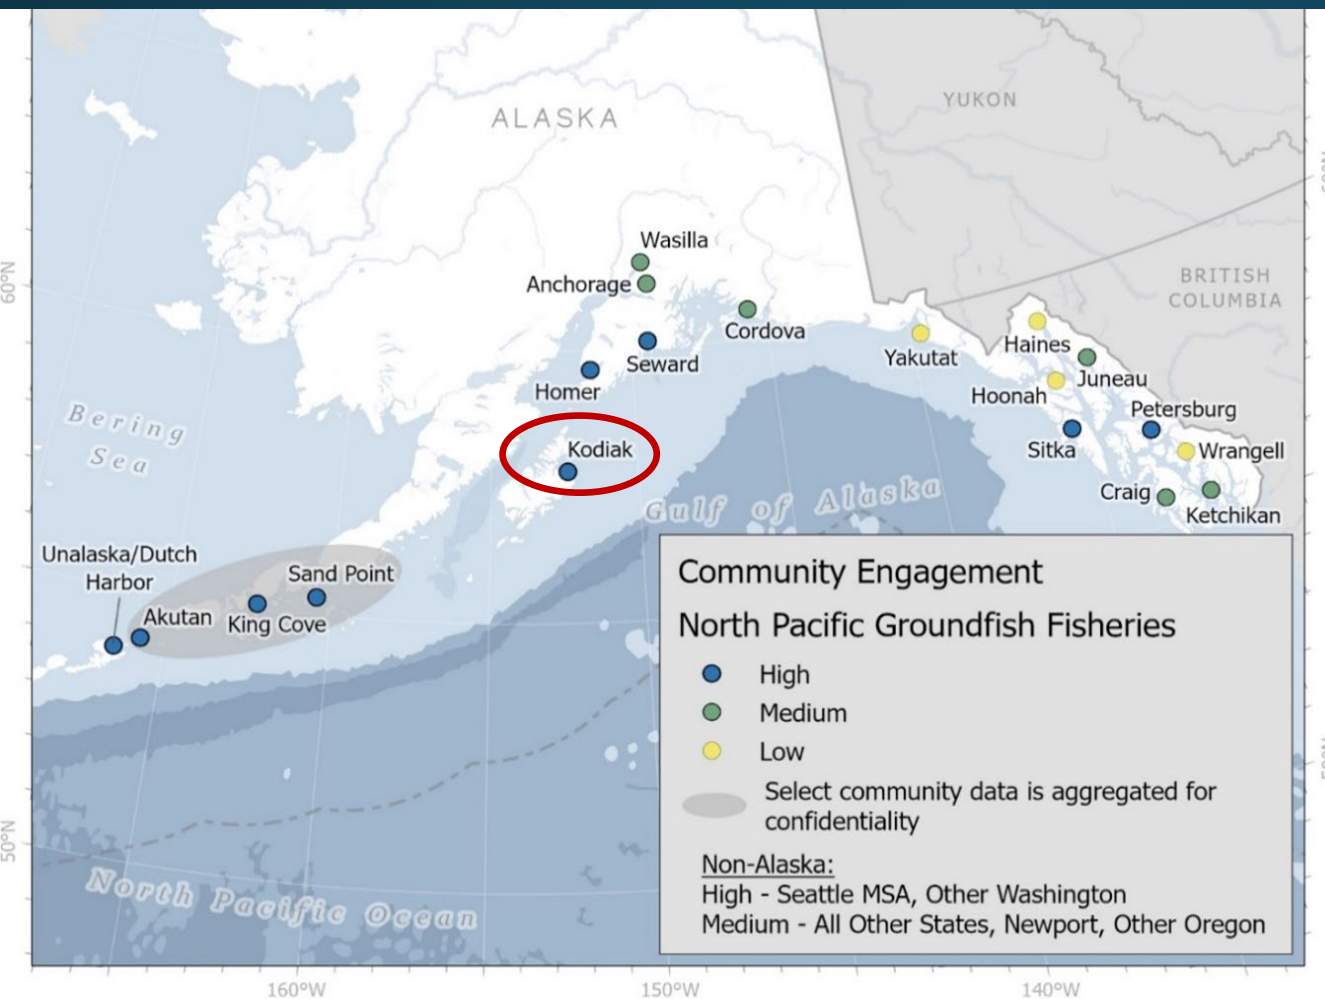 ALASKA
YUKON
BRITISH
COLUMBIA
Wasilla
Anchorage
Cordova
Seward
Homer
Yakutat
Haines
Juneau
Hoonah
Petersburg
Sitka
Wrangell
Craig
Ketchikan
Kodiak
Bering
Sea
Gulf of Alaska
Unalaska/Dutch
Harbor
Akutan
King Cove
Sand Point
North Pacific Ocean
Community Engagement
North Pacific Groundfish Fisheries
High
Medium
Low
Select community data is aggregated for
confidentiality
Non-Alaska:
High - Seattle MSA, Other Washington
Medium - All Other States, Newport, Other Oregon
60°N
50°N
160°W
150°W
140°W